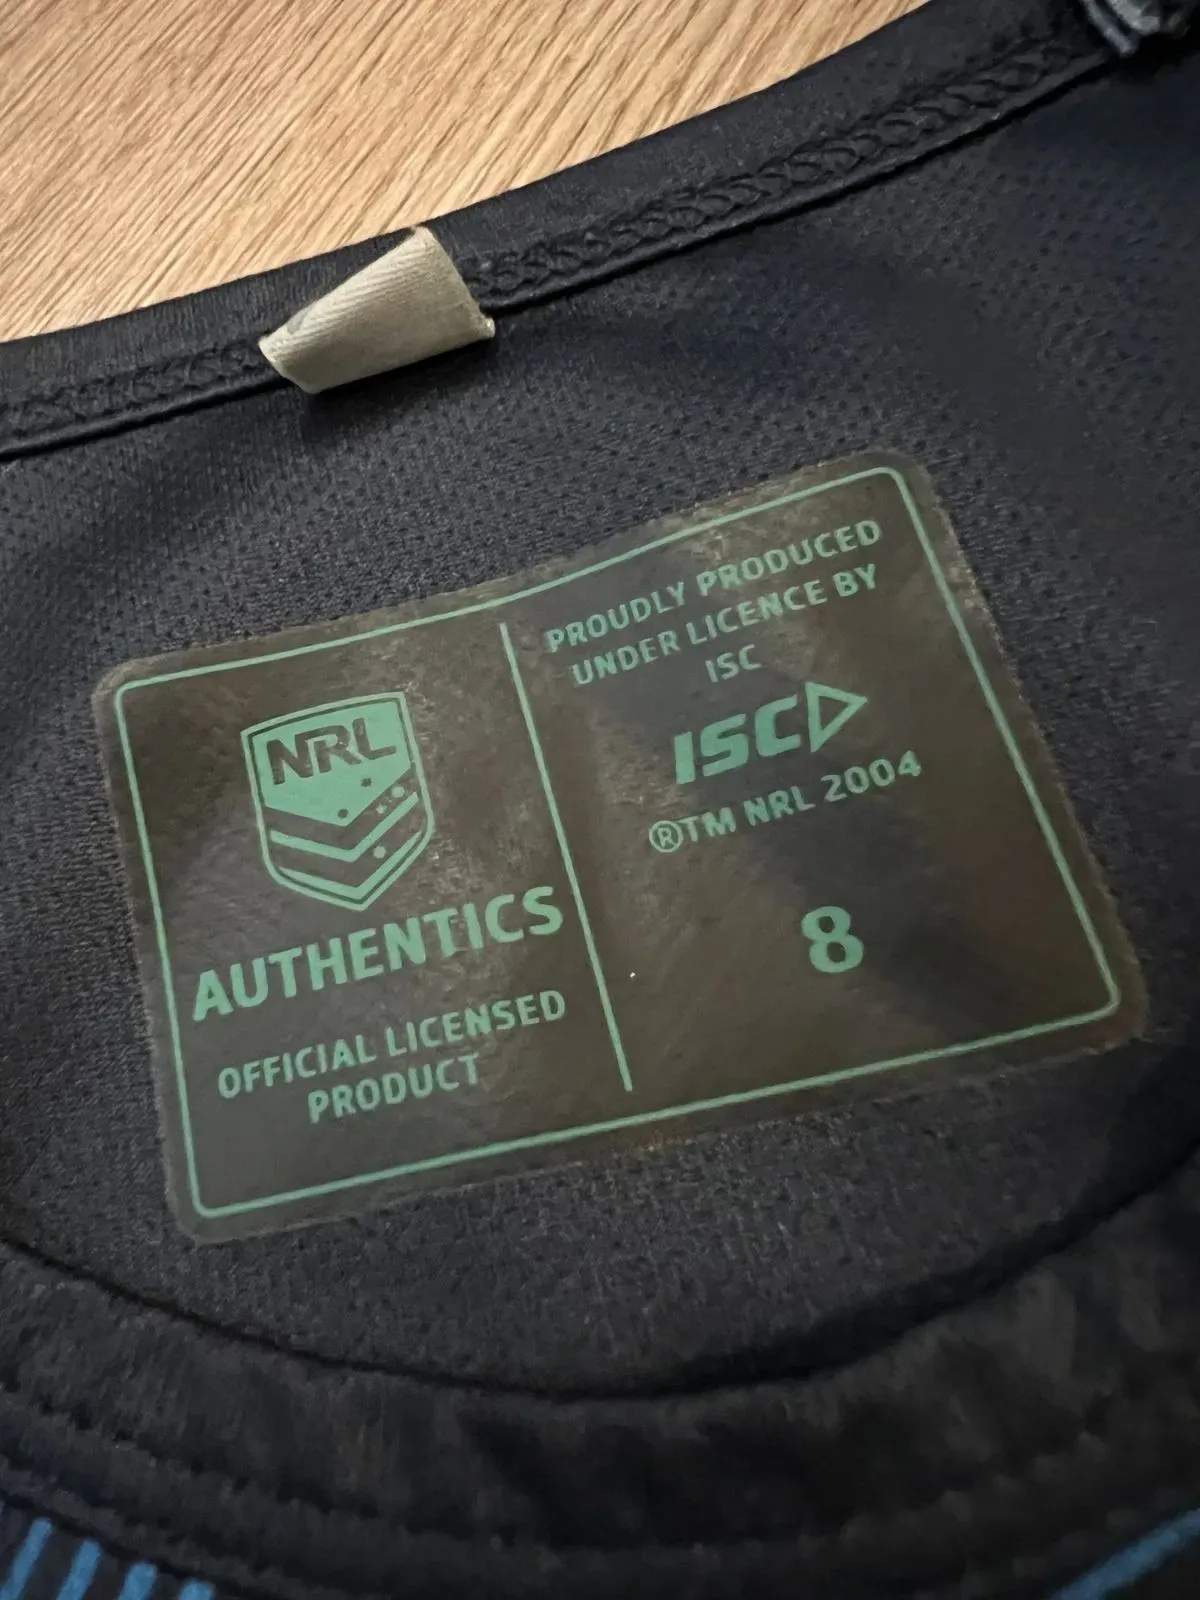 NRL
AUTHENTICS
OFFICIAL LICENSED
PRODUCT
PROUDLY PRODUCED
UNDER LICENCE BY
ISC
ISC
®TM NRL 2004
8